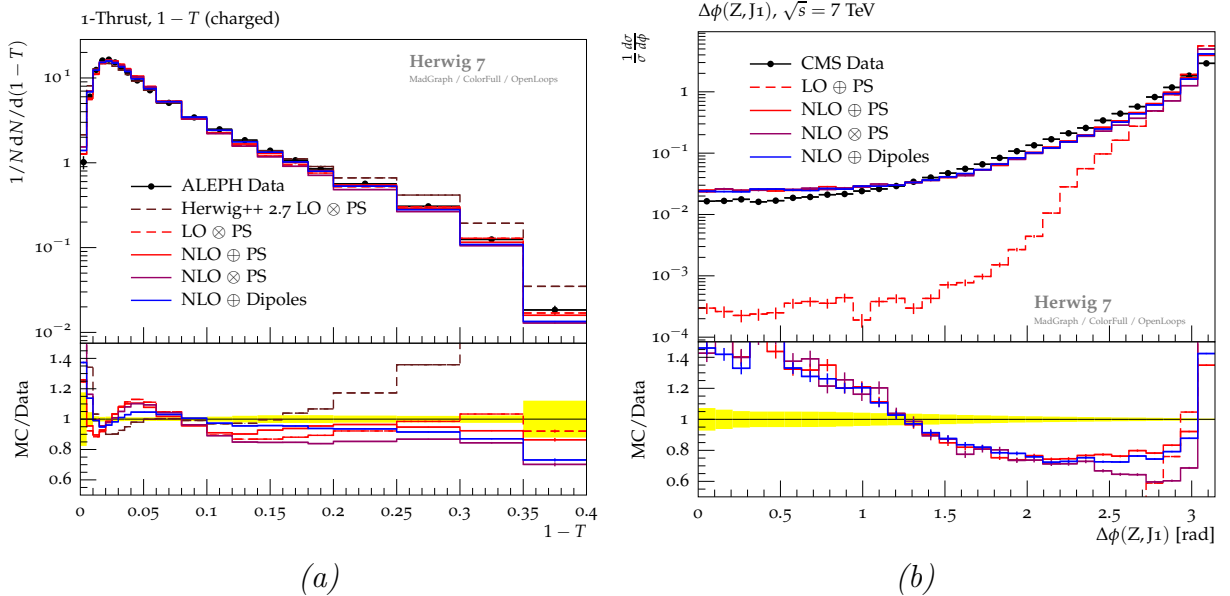 1-Thrust, 1 − T (charged)
1/N dN/d(1 − T)
Herwig 7
MadGraph / ColorFull / OpenLoops
10^1
1
10^−1
10^−2
ALEPH Data
Herwig++ 2.7 LO ⊗ PS
LO ⊗ PS
NLO ⊕ PS
NLO ⊗ PS
NLO ⊕ Dipoles
MC/Data
1.4
1.2
1
0.8
0.6
0 0.05 0.1 0.15 0.2 0.25 0.3 0.35 0.4
1 − T
(a)
Δϕ(Z, J1), √s = 7 TeV
1/σ dσ/dϕ
CMS Data
LO ⊕ PS
NLO ⊕ PS
NLO ⊗ PS
NLO ⊕ Dipoles
1
10^−1
10^−2
10^−3
10^−4
Herwig 7
MadGraph / ColorFull / OpenLoops
MC/Data
1.4
1.2
1
0.8
0.6
0 0.5 1 1.5 2 2.5 3
Δϕ(Z, J1) [rad]
(b)